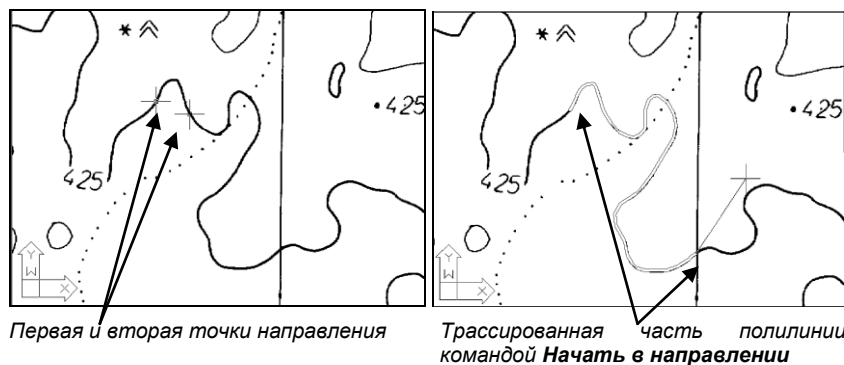 425
425
Y
W
X
425
425
Y
W
X
Первая и вторая точки направления
Трассированная часть полилинии
командой Начать в направлении